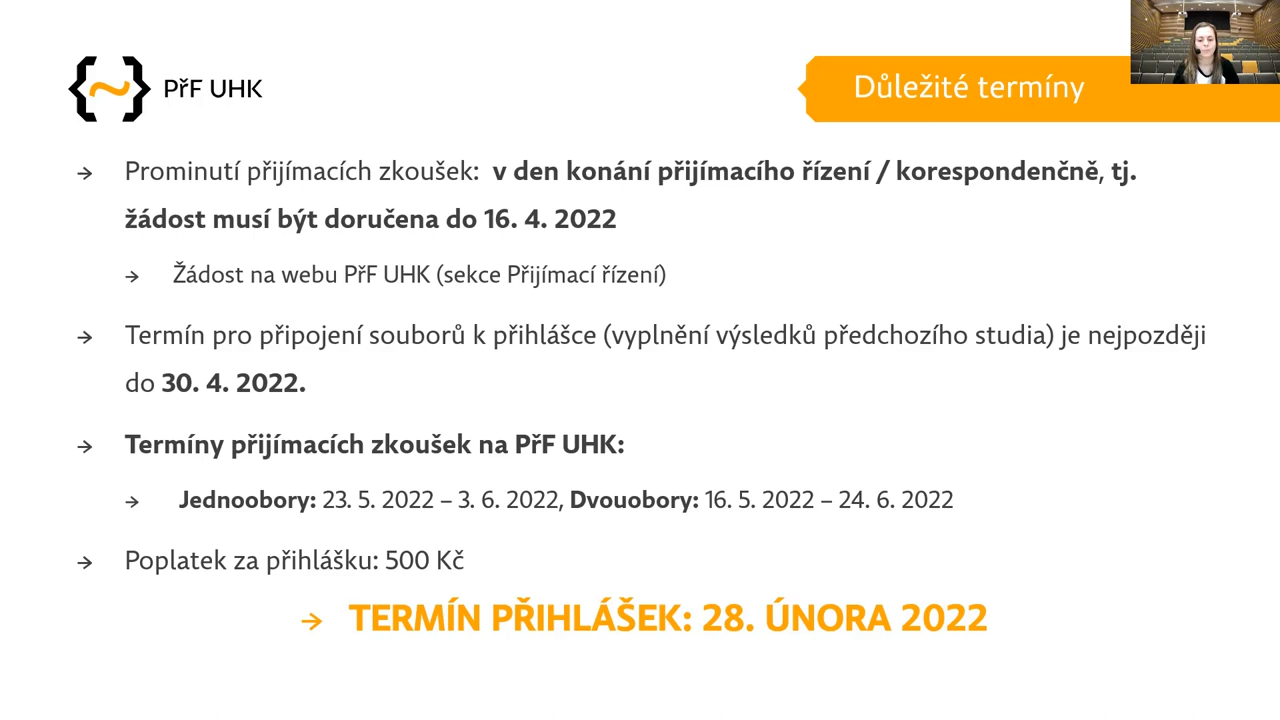 PřF UHK
Důležité termíny
→ Prominutí přijímacích zkoušek: v den konání přijímacího řízení / korespondenčně, tj.
žádost musí být doručena do 16. 4. 2022
→ Žádost na webu PřF UHK (sekce Přijímací řízení)
→ Termín pro připojení souborů k přihlášce (vyplnění výsledků předchozího studia) je nejpozději
do 30. 4. 2022.
→ Termíny přijímacích zkoušek na PřF UHK:
→ Jednoobory: 23. 5. 2022 – 3. 6. 2022, Dvouobory: 16. 5. 2022 – 24. 6. 2022
→ Poplatek za přihlášku: 500 Kč
→ TERMÍN PŘIHLÁŠEK: 28. ÚNORA 2022